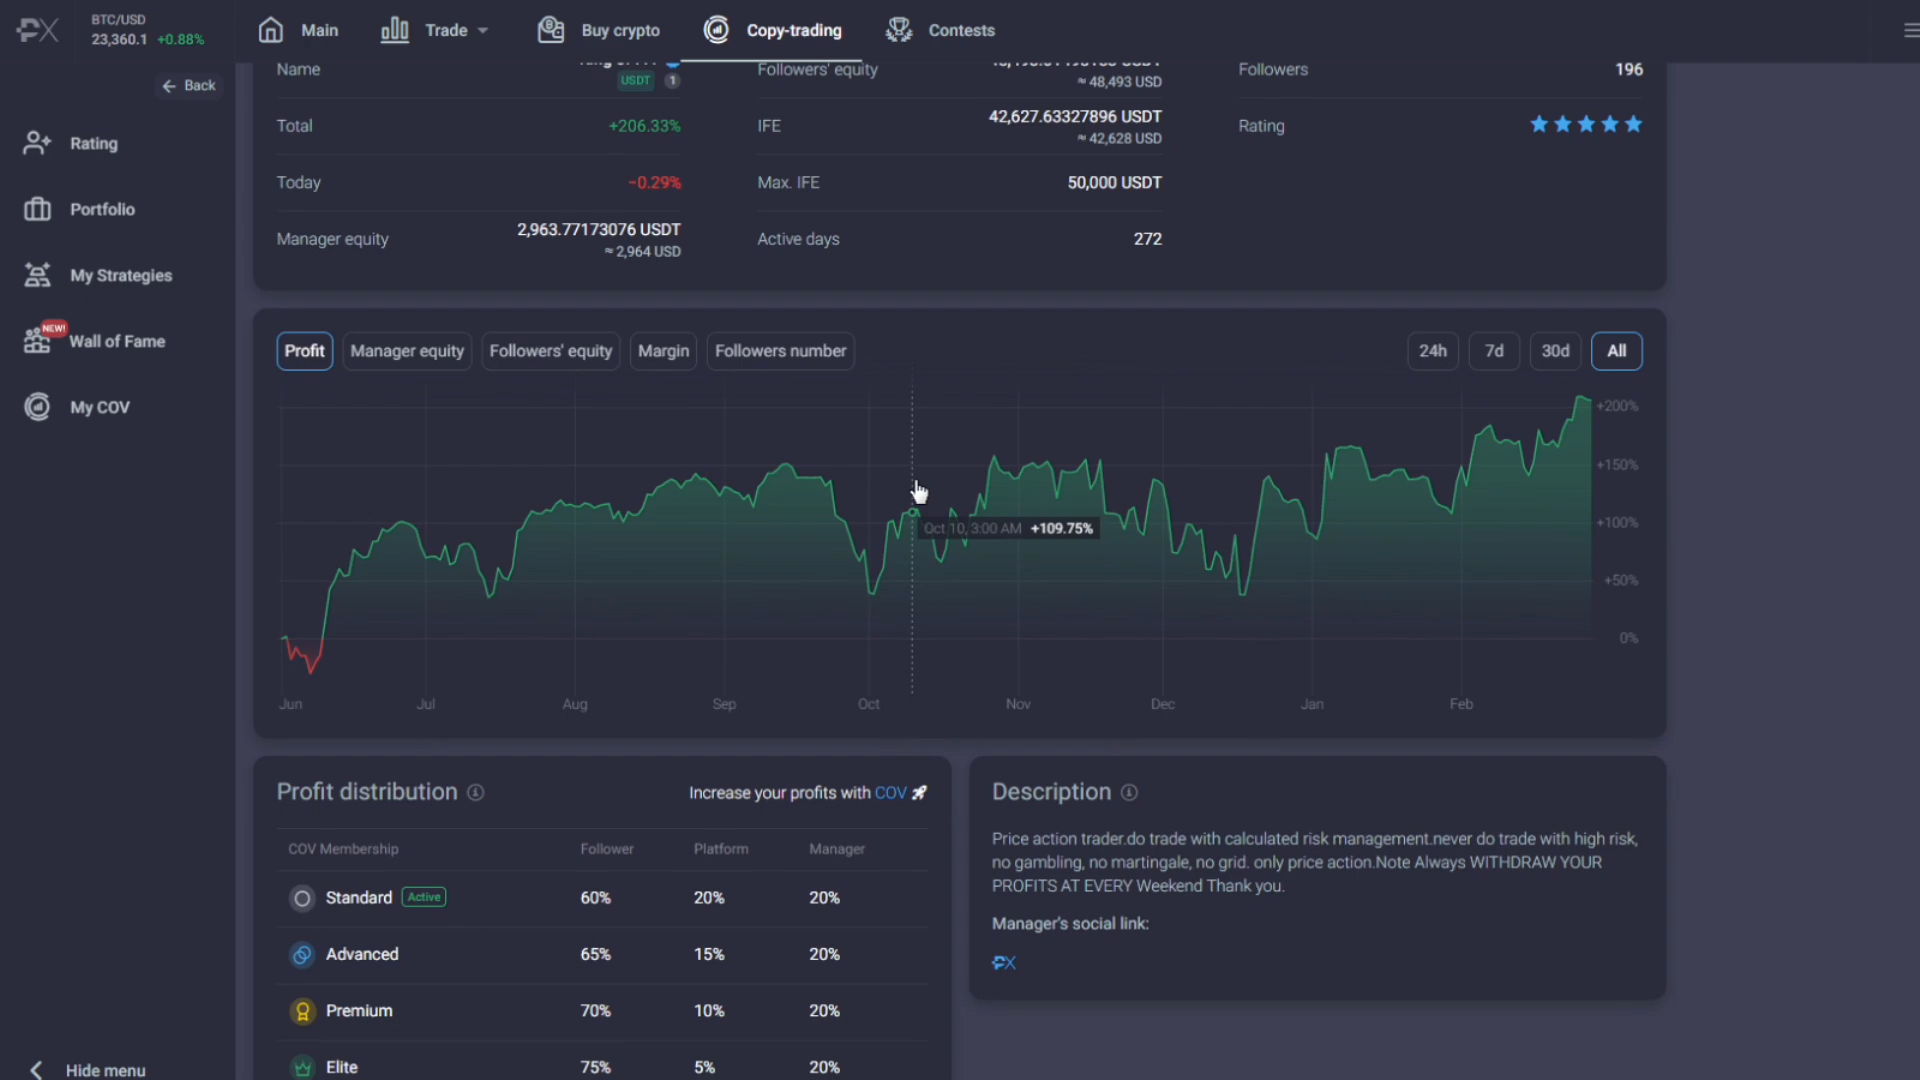 BTC/USD
23,360.1 +0.88%
Main
Trade
Buy crypto
Copy-trading
Contests
Back
Rating
Portfolio
My Strategies
NEW!
Wall of Fame
My COV
Hide menu
Name
USDT 1
Total +206.33%
Today -0.29%
Manager equity 2,963.77173076 USDT
≈ 2,964 USD
Followers' equity
≈ 48,493 USD
IFE 42,627.63327896 USDT
≈ 42,628 USD
Max. IFE 50,000 USDT
Active days 272
Followers 196
Rating
Profit Manager equity Followers' equity Margin Followers number
24h 7d 30d All
+200%
+150%
+100%
+50%
0%
Oct 10, 3:00 AM +109.75%
Jun Jul Aug Sep Oct Nov Dec Jan Feb
Profit distribution
Increase your profits with COV
COV Membership Follower Platform Manager
Standard Active 60% 20% 20%
Advanced 65% 15% 20%
Premium 70% 10% 20%
Elite 75% 5% 20%
Description
Price action trader.do trade with calculated risk management.never do trade with high risk,
no gambling, no martingale, no grid. only price action.Note Always WITHDRAW YOUR
PROFITS AT EVERY Weekend Thank you.
Manager's social link: